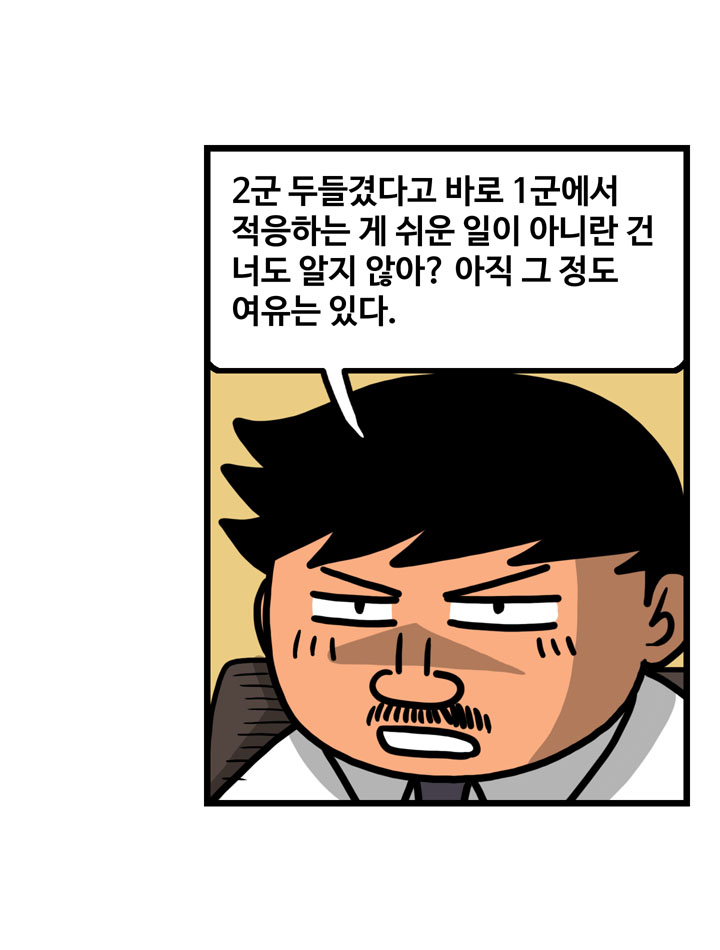 2군 두들겼다고 바로 1군에서
적응하는 게 쉬운 일이 아니란 건
너도 알지 않아? 아직 그 정도
여유는 있다.